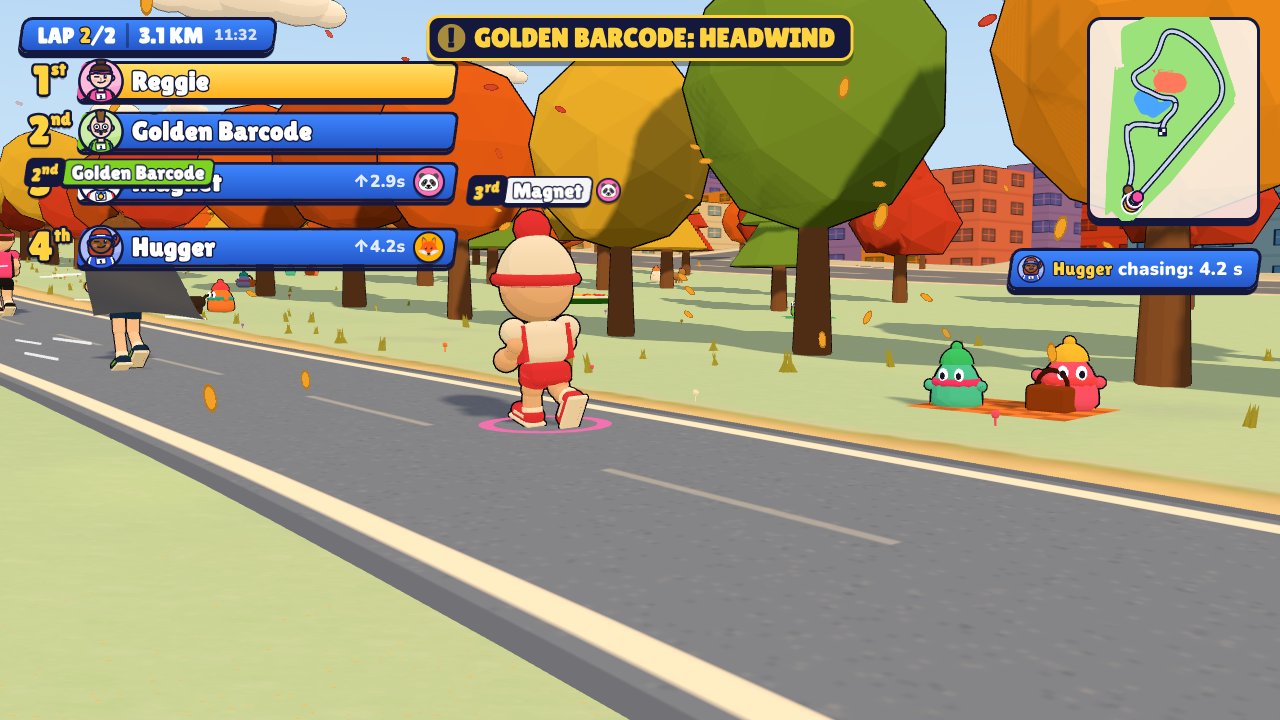 LAP 2/2 3.1 KM 11:32
GOLDEN BARCODE: HEADWIND
1st Reggie
2nd Golden Barcode
2nd Golden Barcode
Magnet ↑2.9s
3rd Magnet
4th Hugger ↑4.2s
Hugger chasing: 4.2 s